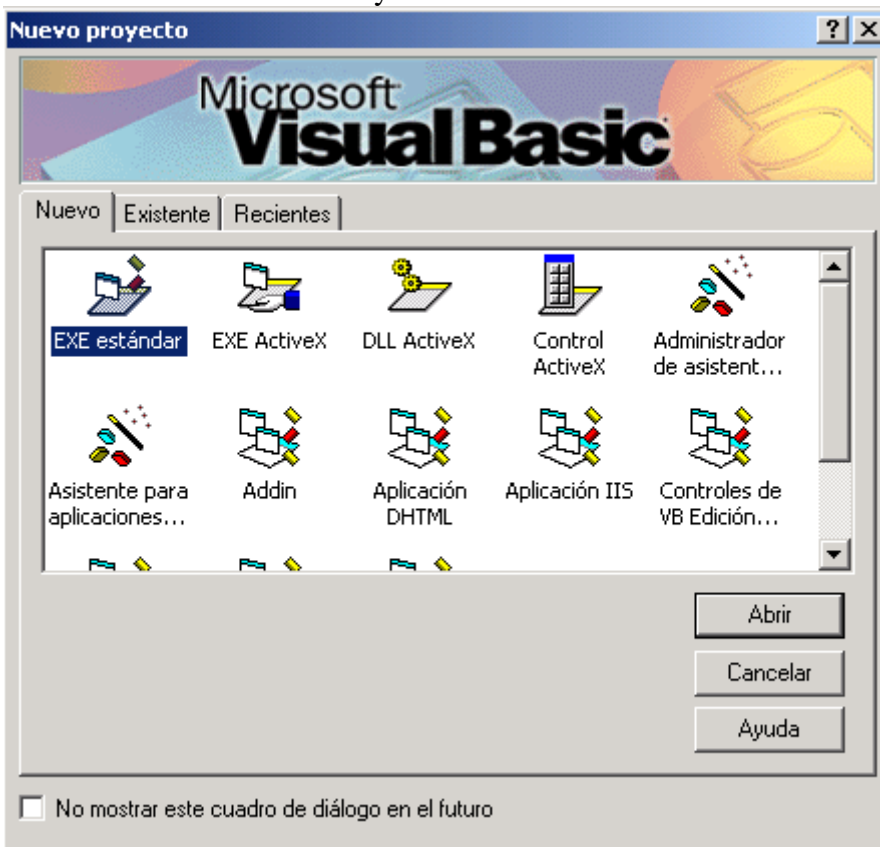 y
Nuevo proyecto
Microsoft
Visual Basic
Nuevo Existente Recientes
EXE estándar EXE ActiveX DLL ActiveX Control Administrador
ActiveX de asistent...
Asistente para Addin Aplicación Aplicación IIS Controles de
aplicaciones... DHTML VB Edición...
Abrir
Cancelar
Ayuda
No mostrar este cuadro de diálogo en el futuro